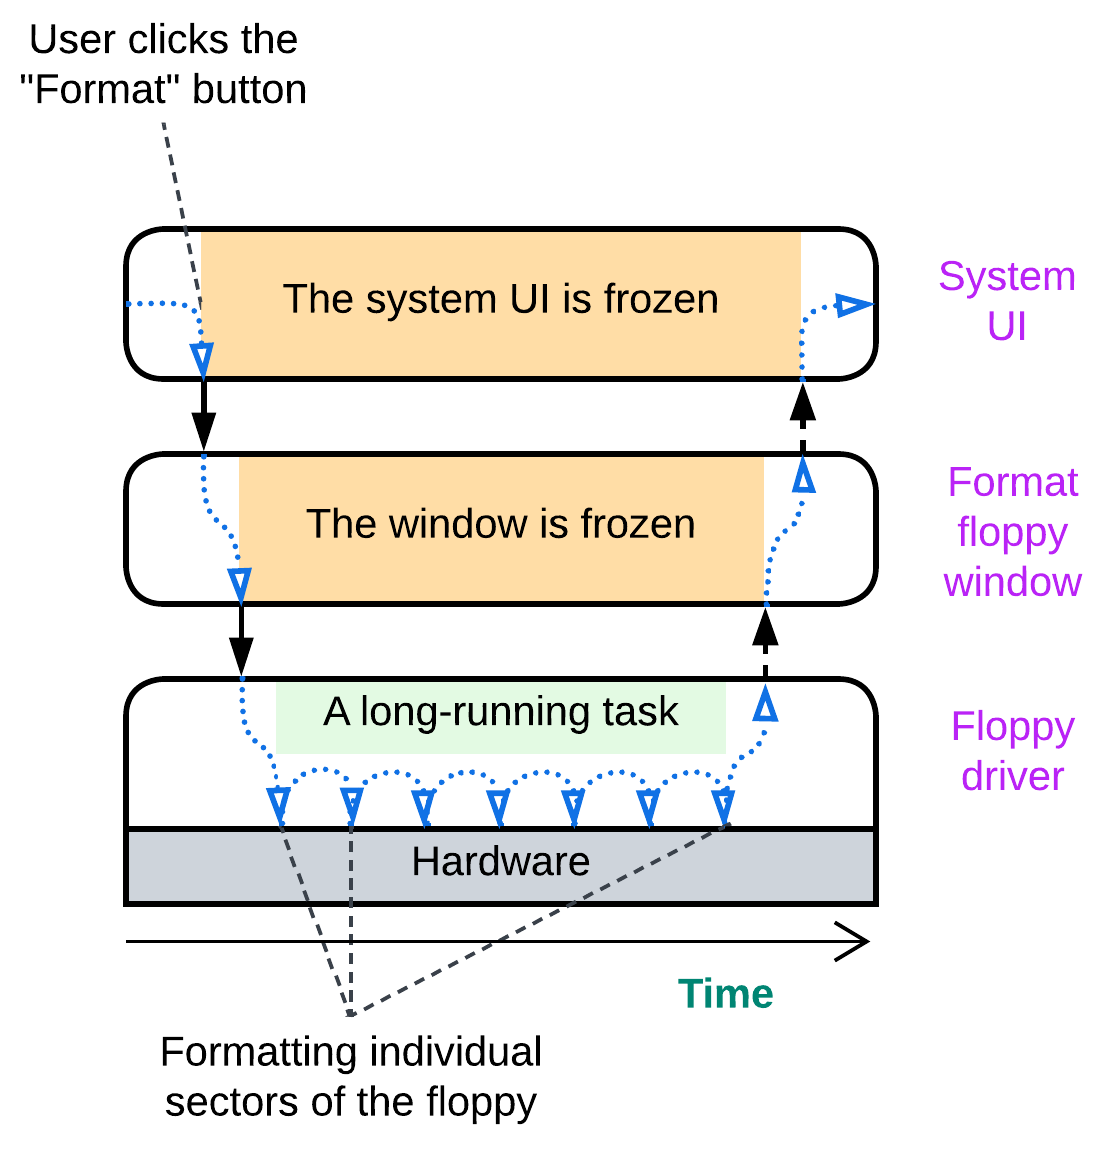 User clicks the
"Format" button
The system UI is frozen
System
UI
The window is frozen
Format
floppy
window
A long-running task
Floppy
driver
Hardware
Time
Formatting individual
sectors of the floppy